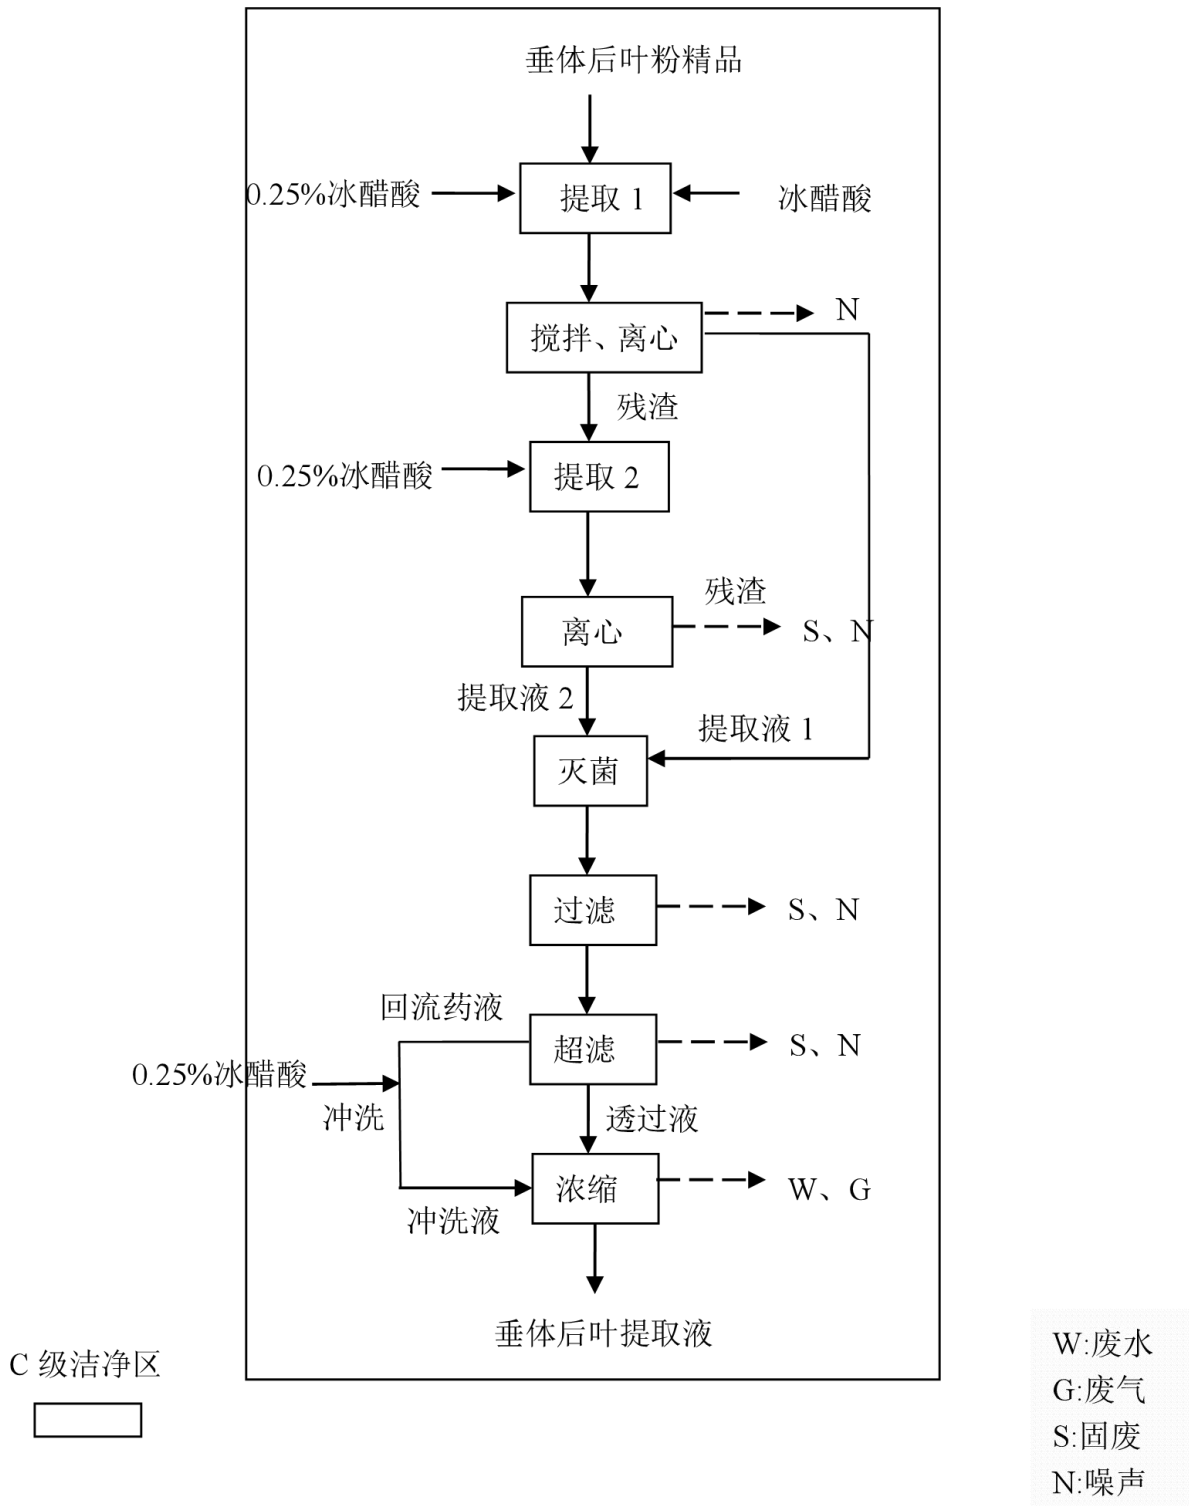 垂体后叶粉精品
0.25%冰醋酸
提取 1
冰醋酸
搅拌、离心
N
残渣
0.25%冰醋酸
提取 2
残渣
离心
S、N
提取液 2
提取液 1
灭菌
过滤
S、N
回流药液
超滤
S、N
0.25%冰醋酸
冲洗
透过液
浓缩
W、G
冲洗液
垂体后叶提取液
C 级洁净区
W:废水
G:废气
S:固废
N:噪声